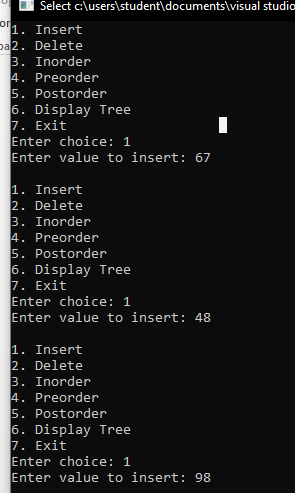 Select c:\users\student\documents\visual studio
1. Insert
2. Delete
3. Inorder
4. Preorder
5. Postorder
6. Display Tree
7. Exit
Enter choice: 1
Enter value to insert: 67
1. Insert
2. Delete
3. Inorder
4. Preorder
5. Postorder
6. Display Tree
7. Exit
Enter choice: 1
Enter value to insert: 48
1. Insert
2. Delete
3. Inorder
4. Preorder
5. Postorder
6. Display Tree
7. Exit
Enter choice: 1
Enter value to insert: 98